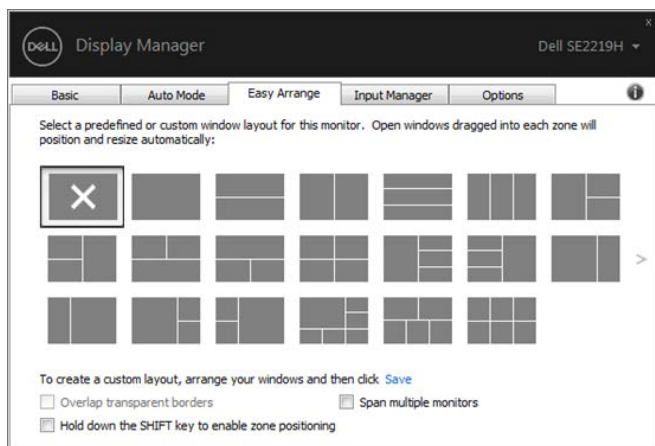 DELL Display Manager Dell SE2219H
Basic Auto Mode Easy Arrange Input Manager Options
Select a predefined or custom window layout for this monitor. Open windows dragged into each zone will
position and resize automatically:
To create a custom layout, arrange your windows and then click Save
Overlap transparent borders Span multiple monitors
Hold down the SHIFT key to enable zone positioning